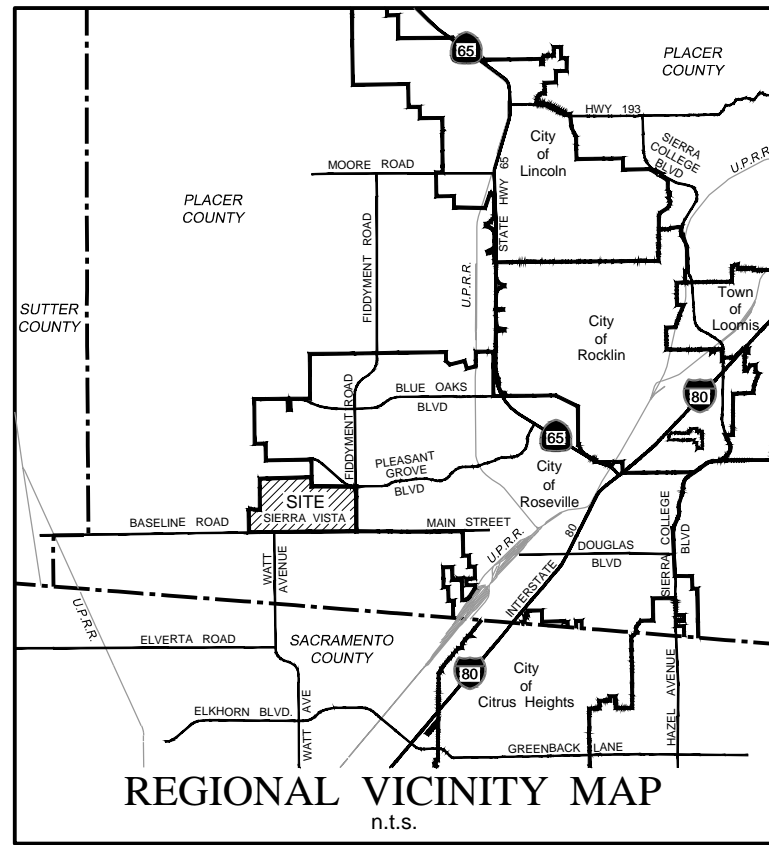 65
PLACER
COUNTY
HWY 193
City
of
Lincoln
SIERRA
COLLEGE
BLVD
U.P.R.R.
MOORE ROAD
STATE HWY 65
PLACER
COUNTY
FIDDYMENT ROAD
U.P.R.R.
SUTTER
COUNTY
Town
of
Loomis
City
of
Rocklin
80
BLUE OAKS
BLVD
FIDDYMENT ROAD
65
PLEASANT
GROVE
BLVD
City
of
Roseville
SITE
SIERRA VISTA
BASELINE ROAD
MAIN STREET
WATT
AVENUE
U.P.R.R.
INTERSTATE 80
DOUGLAS
BLVD
SIERRA COLLEGE
BLVD
U.P.R.R.
ELVERTA ROAD
SACRAMENTO
COUNTY
80
City
of
Citrus Heights
HAZEL AVENUE
ELKHORN BLVD.
WATT AVE
GREENBACK LANE
REGIONAL VICINITY MAP
n.t.s.